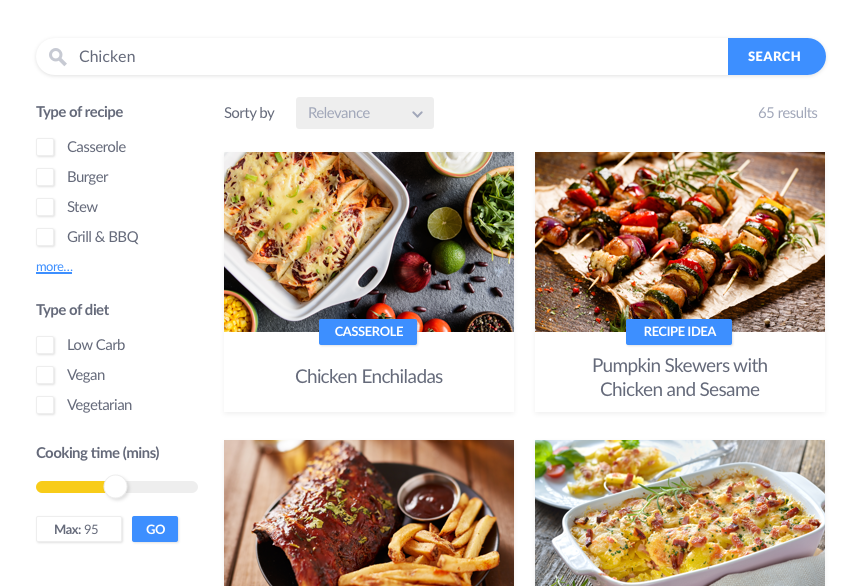 Chicken
SEARCH
Type of recipe
Casserole
Burger
Stew
Grill & BBQ
more...
Type of diet
Low Carb
Vegan
Vegetarian
Cooking time (mins)
Max: 95
GO
Sorty by
Relevance
65 results
CASSEROLE
Chicken Enchiladas
RECIPE IDEA
Pumpkin Skewers with
Chicken and Sesame